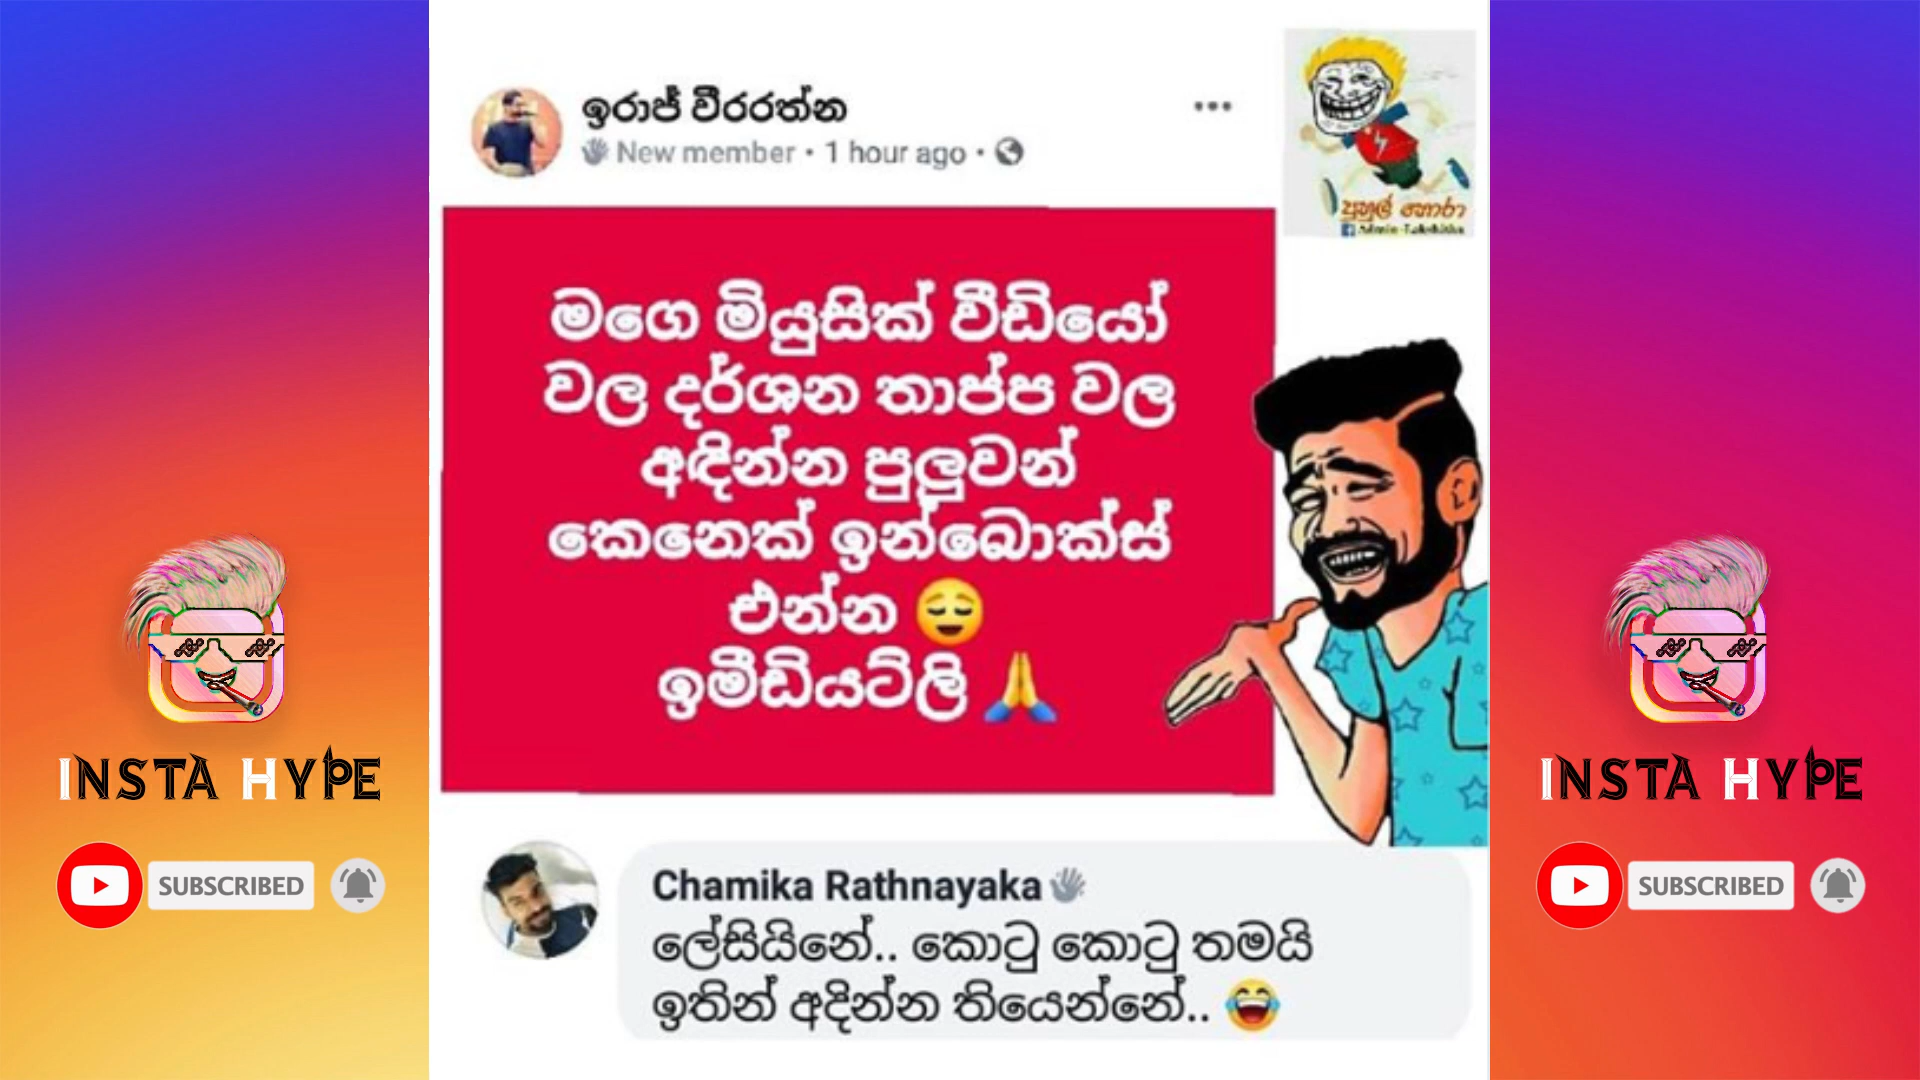 ඉරාජ් වීරරත්න
New member • 1 hour ago •
පුහුල් හොරා
මගෙ මියුසික් වීඩියෝ
වල දර්ශන තාප්ප වල
අඳින්න පුලුවන්
කෙනෙක් ඉන්බොක්ස්
එන්න 😌
ඉමීඩියට්ලි 🙏
Chamika Rathnayaka
ලේසියිනේ.. කොටු කොටු තමයි
ඉතින් අදින්න තියෙන්නේ.. 😂
INSTA HYPE
SUBSCRIBED
INSTA HYPE
SUBSCRIBED